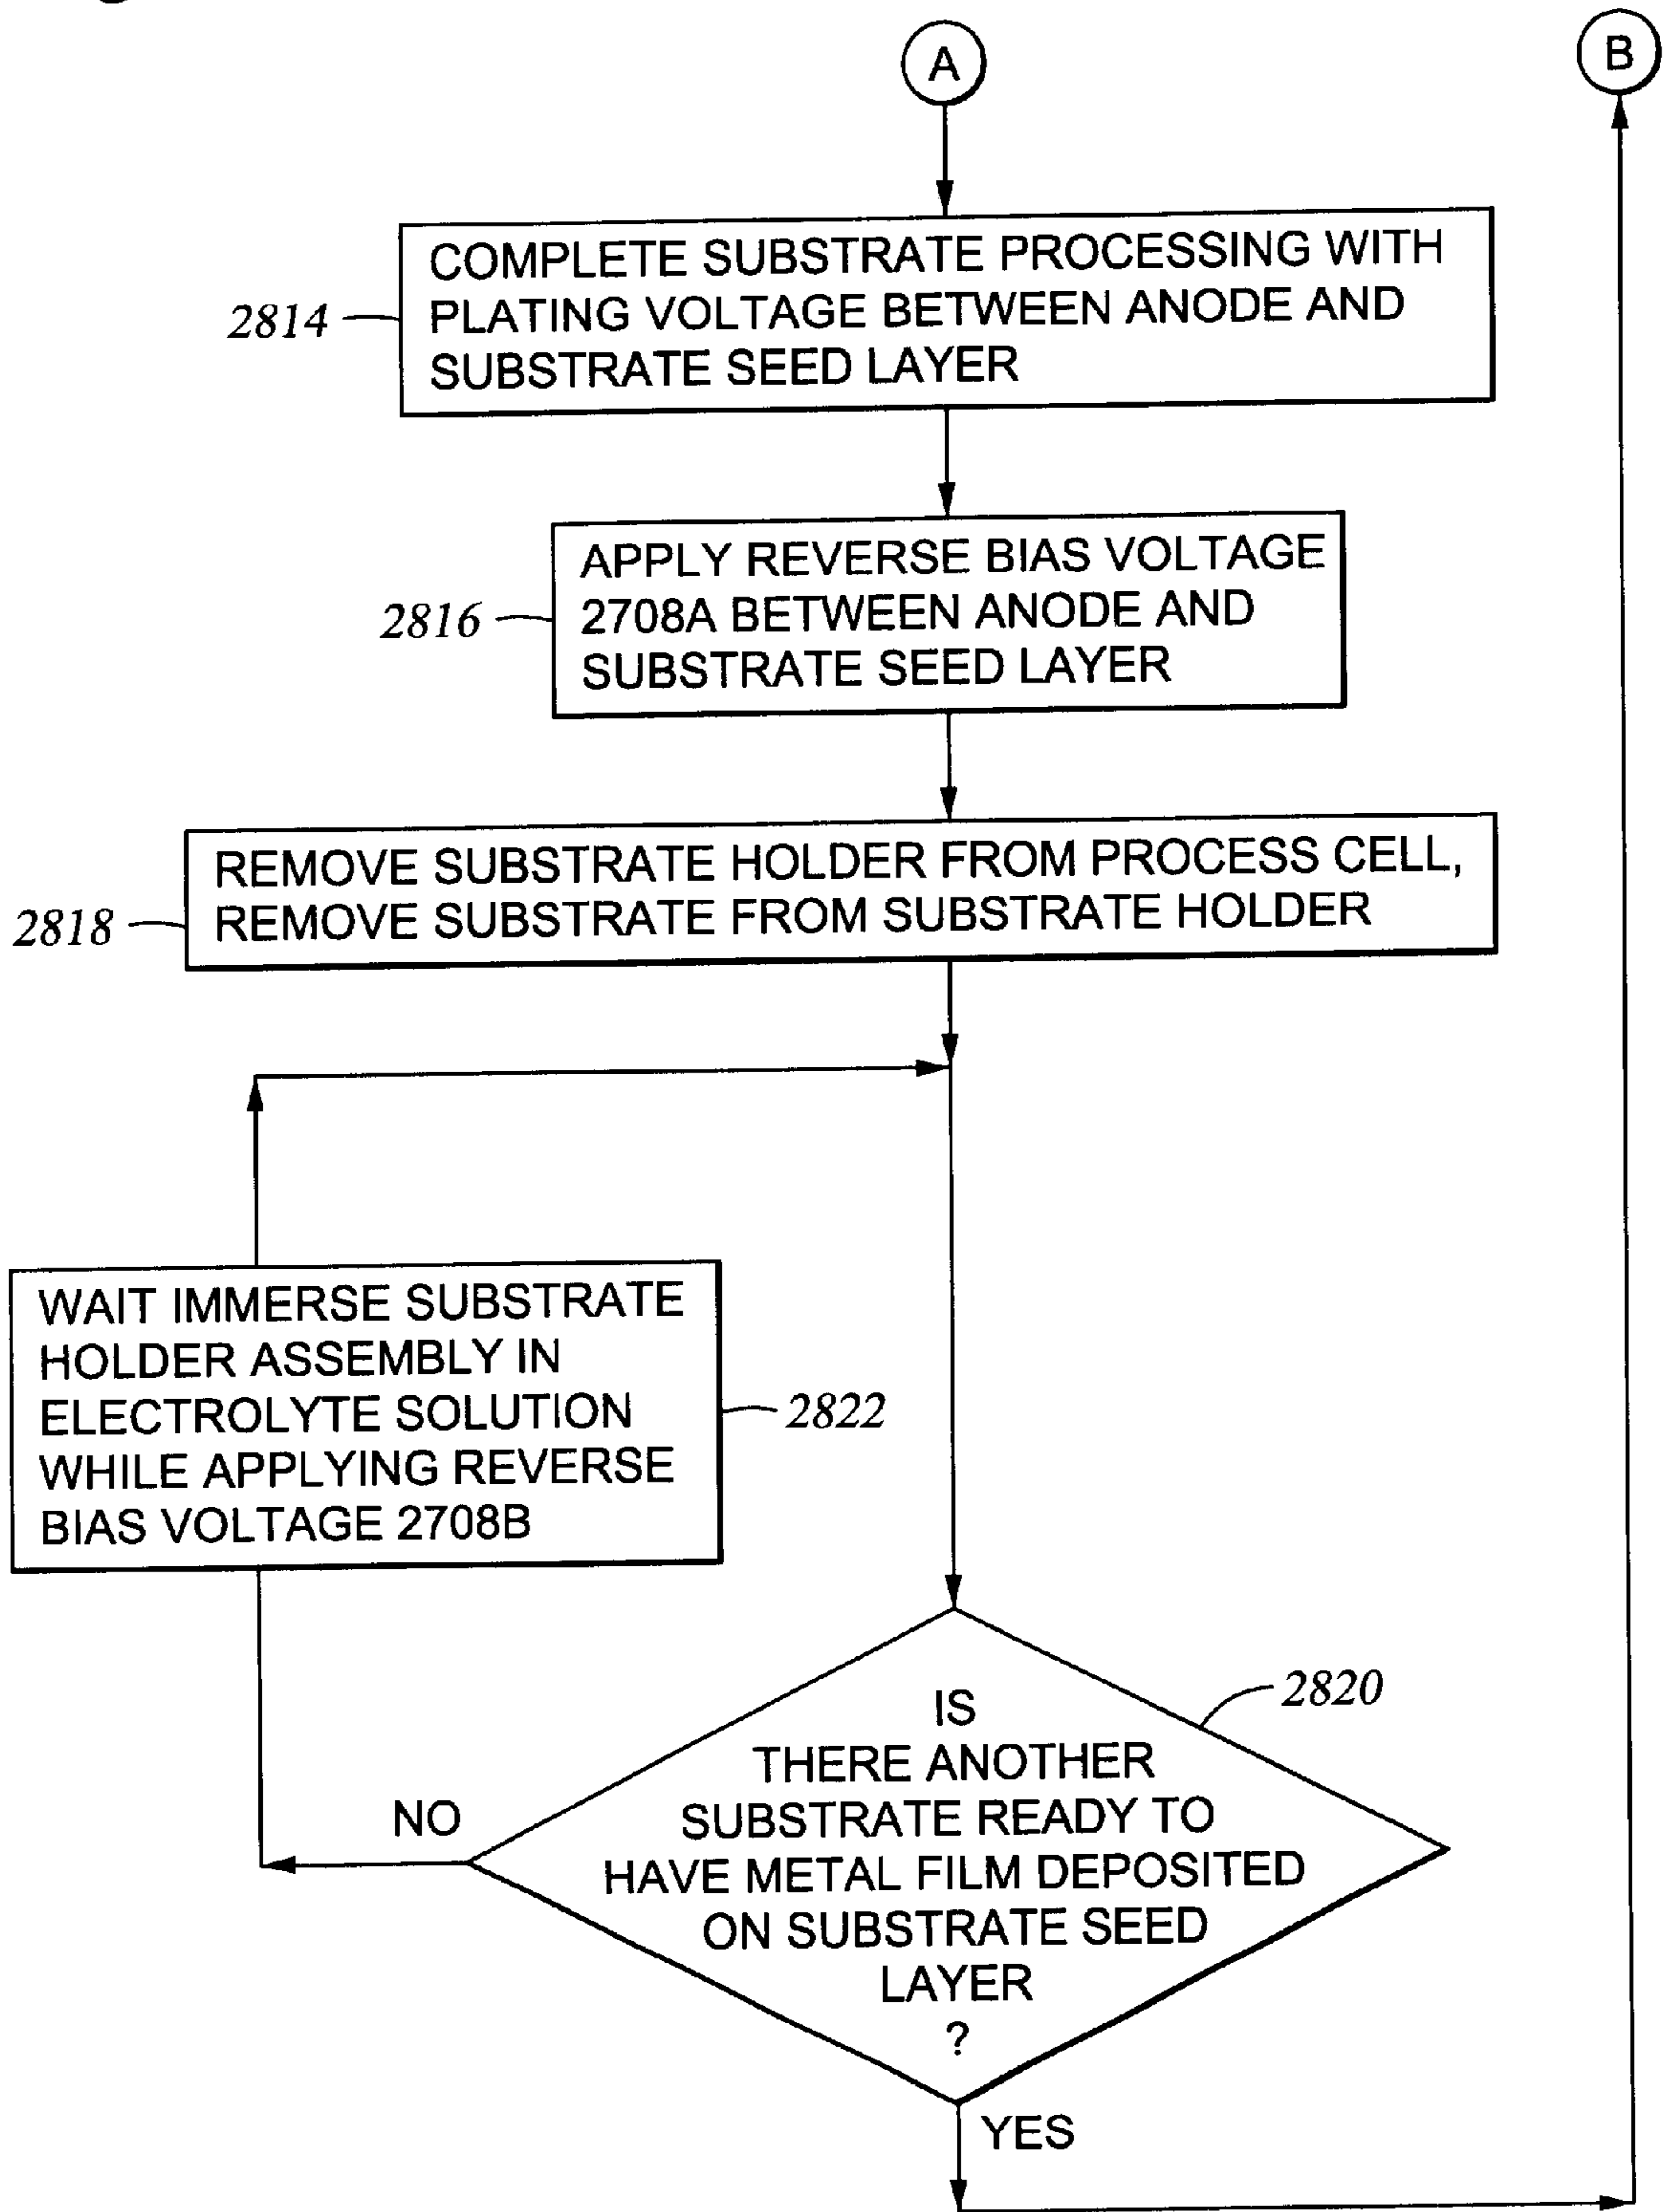 A
B
COMPLETE SUBSTRATE PROCESSING WITH
PLATING VOLTAGE BETWEEN ANODE AND
SUBSTRATE SEED LAYER
2814
APPLY REVERSE BIAS VOLTAGE
2708A BETWEEN ANODE AND
SUBSTRATE SEED LAYER
2816
REMOVE SUBSTRATE HOLDER FROM PROCESS CELL,
REMOVE SUBSTRATE FROM SUBSTRATE HOLDER
2818
WAIT IMMERSE SUBSTRATE
HOLDER ASSEMBLY IN
ELECTROLYTE SOLUTION
WHILE APPLYING REVERSE
BIAS VOLTAGE 2708B
2822
IS
THERE ANOTHER
SUBSTRATE READY TO
HAVE METAL FILM DEPOSITED
ON SUBSTRATE SEED
LAYER
?
2820
NO
YES